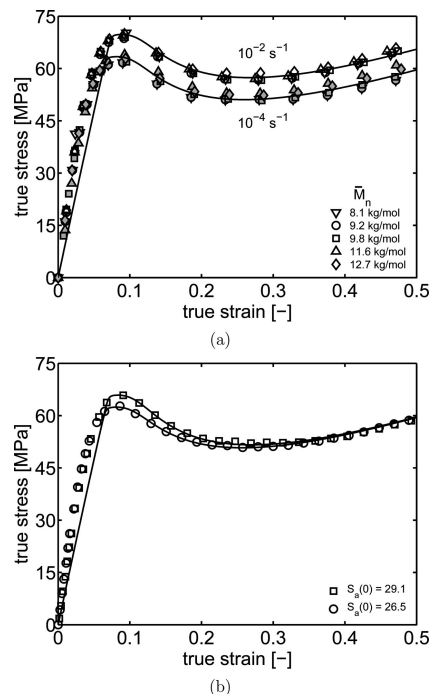 75
60
45
30
15
0
true stress [MPa]
10⁻² s⁻¹
10⁻⁴ s⁻¹
M̄ₙ
8.1 kg/mol
9.2 kg/mol
9.8 kg/mol
11.6 kg/mol
12.7 kg/mol
0 0.1 0.2 0.3 0.4 0.5
true strain [−]
(a)
75
60
45
30
15
0
true stress [MPa]
Sₐ(0) = 29.1
Sₐ(0) = 26.5
0 0.1 0.2 0.3 0.4 0.5
true strain [−]
(b)